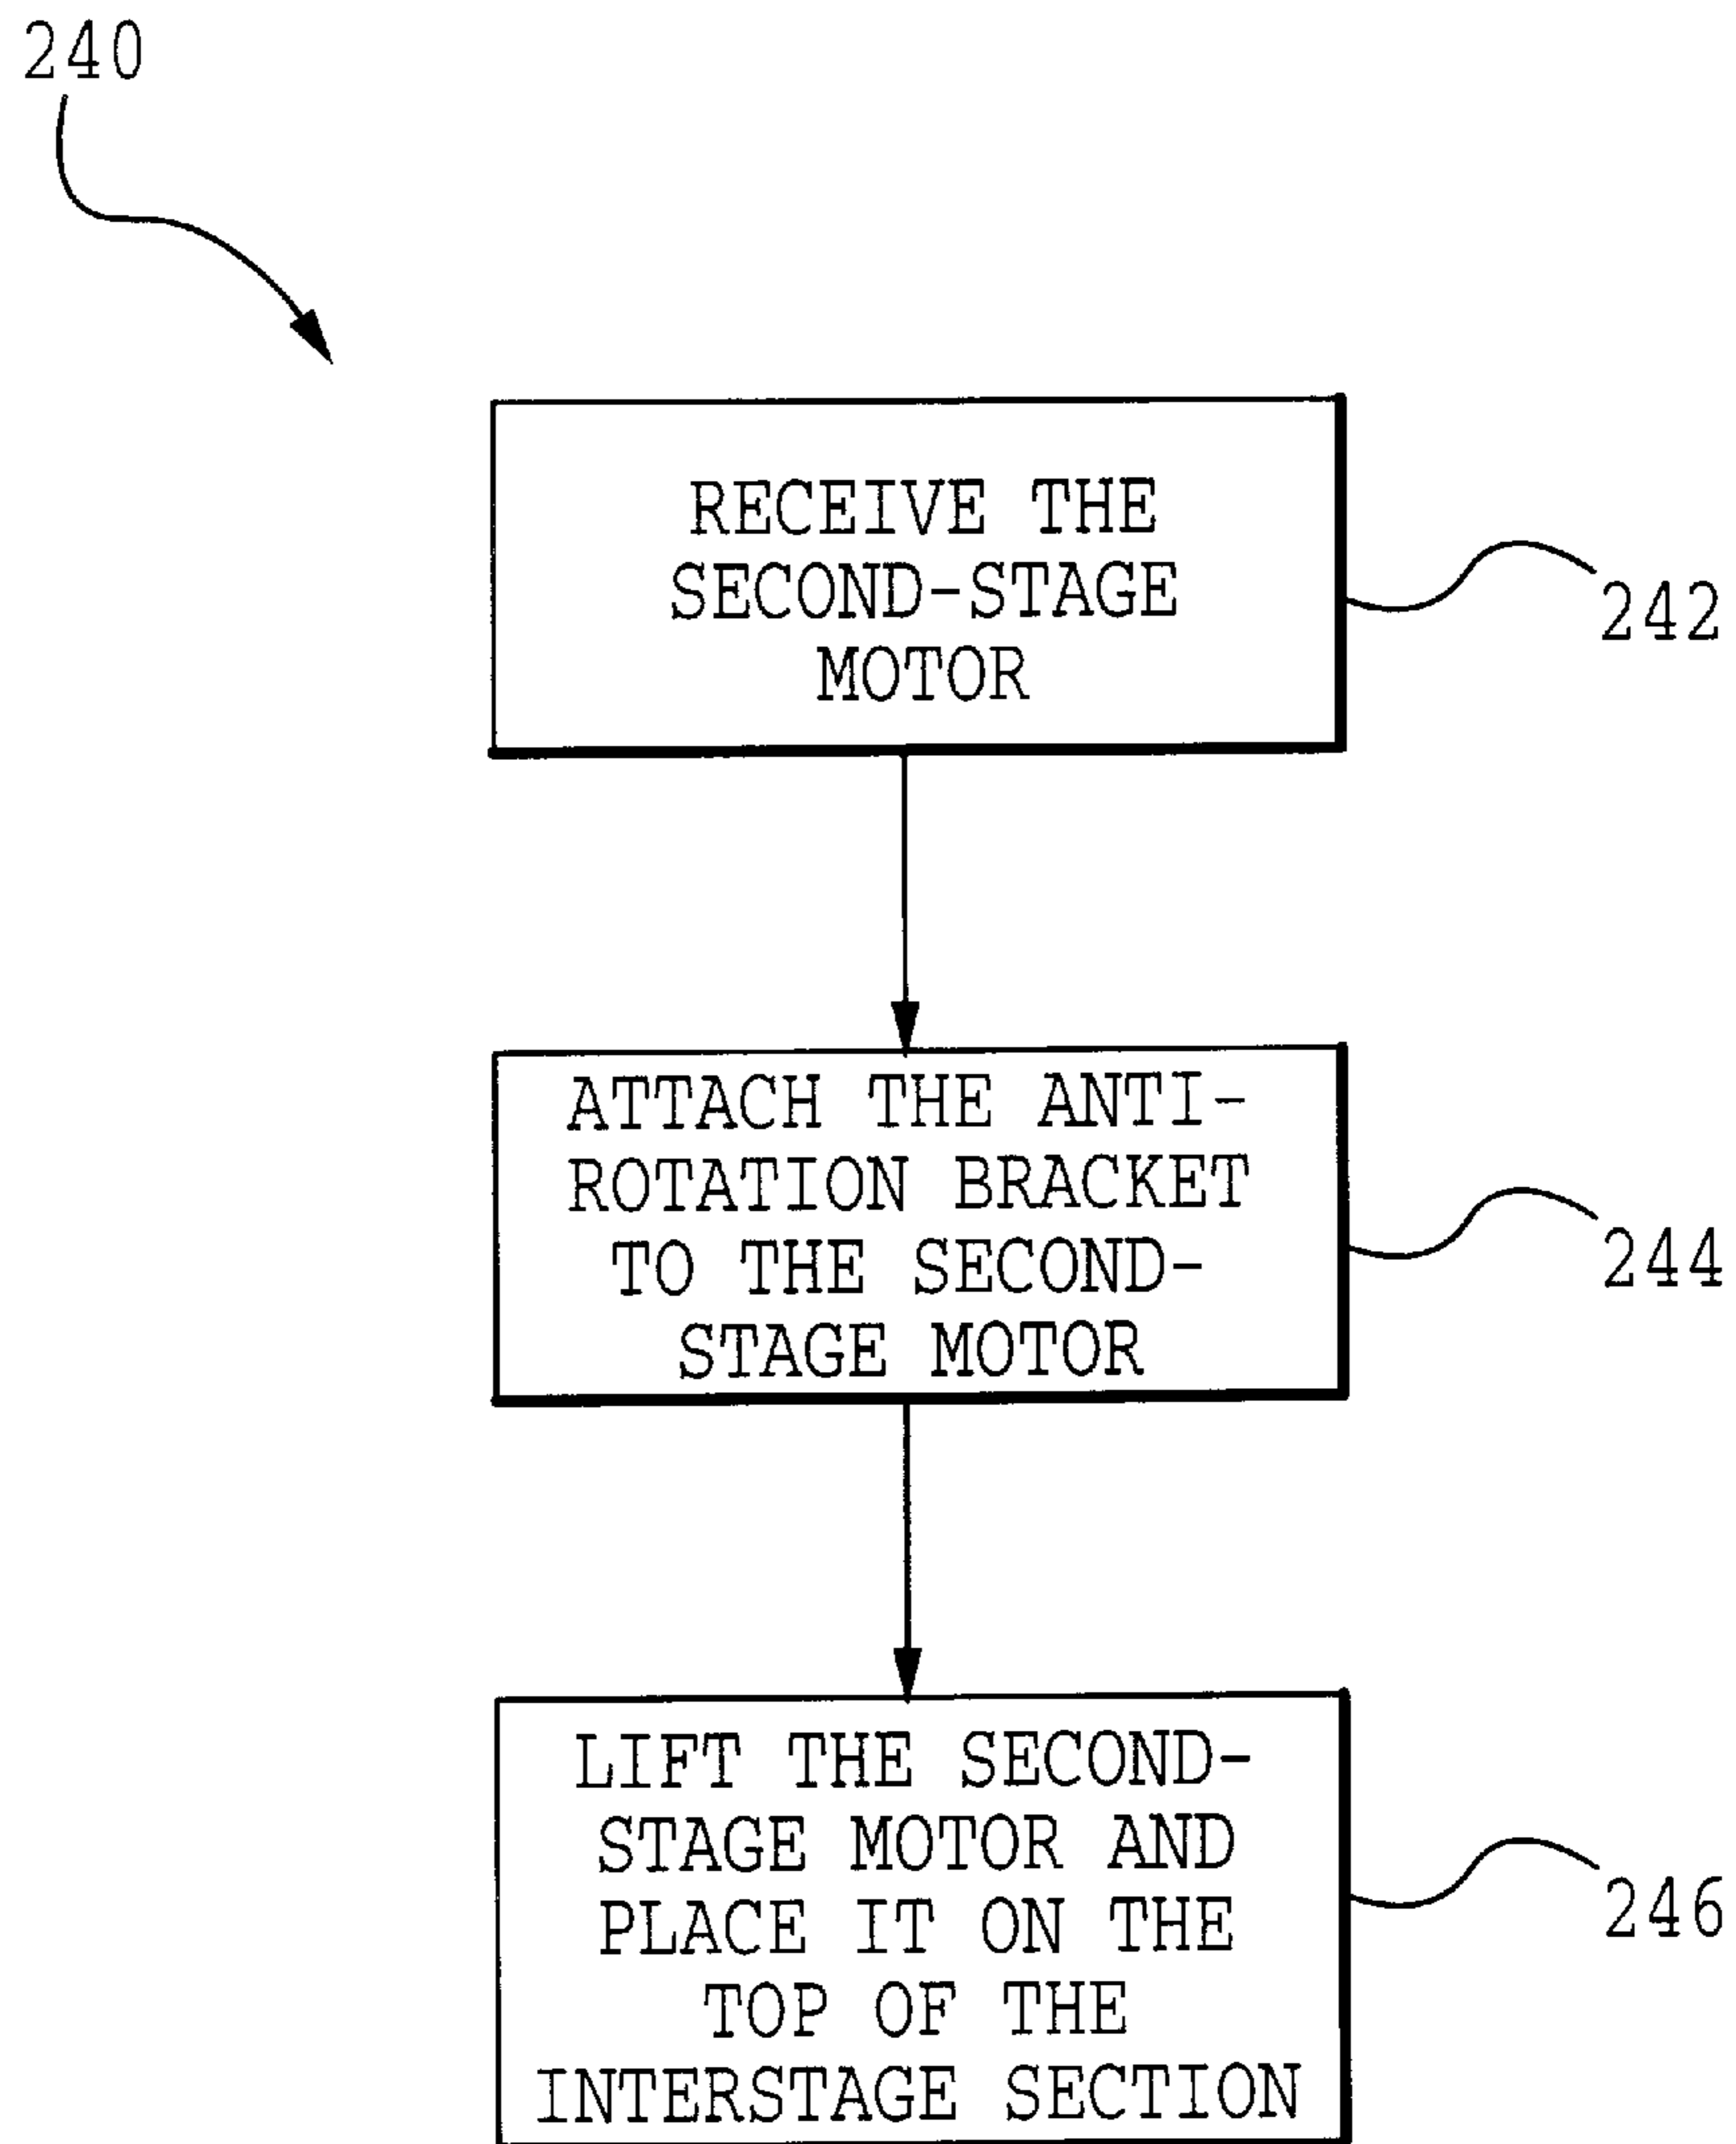 240
RECEIVE THE
SECOND-STAGE
MOTOR
242
ATTACH THE ANTI-
ROTATION BRACKET
TO THE SECOND-
STAGE MOTOR
244
LIFT THE SECOND-
STAGE MOTOR AND
PLACE IT ON THE
TOP OF THE
INTERSTAGE SECTION
246